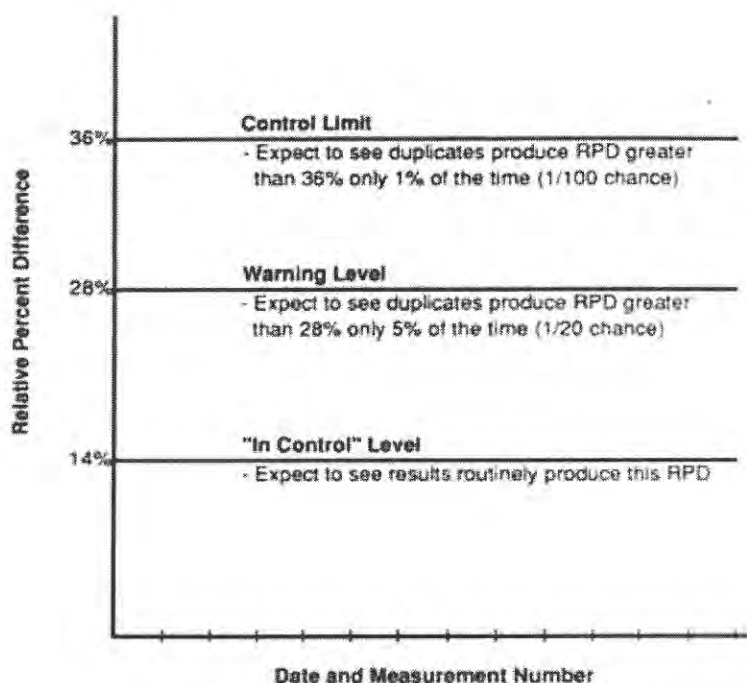 Control Limit
36%
- Expect to see duplicates produce RPD greater
than 36% only 1% of the time (1/100 chance)
Relative Percent Difference
Warning Level
28%
- Expect to see duplicates produce RPD greater
than 28% only 5% of the time (1/20 chance)
"In Control" Level
14%
- Expect to see results routinely produce this RPD
Date and Measurement Number